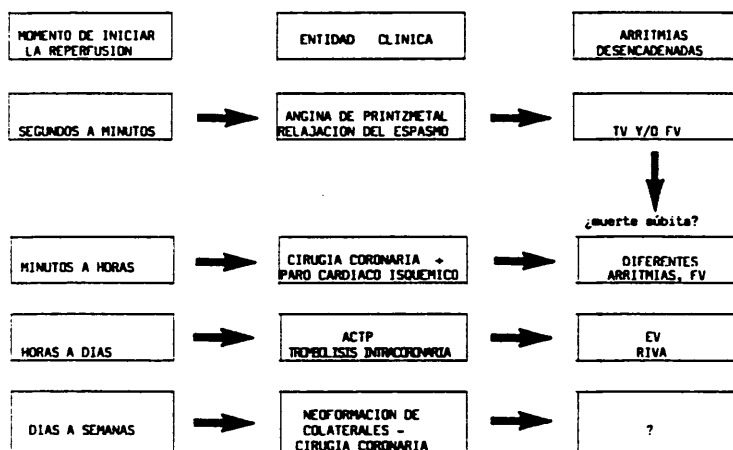 MOMENTO DE INICIAR
LA REPERFUSION
ENTIDAD CLINICA
ARRITMIAS
DESENCADENADAS
SEGUNDOS A MINUTOS
ANGINA DE PRINTZMETAL
RELAJACION DEL ESPASMO
TV Y/O FV
¿muerte súbita?
MINUTOS A HORAS
CIRUGIA CORONARIA +
PARO CARDIACO ISQUEMICO
DIFERENTES
ARRITMIAS, FV
HORAS A DIAS
ACTP
TROMBOLISIS INTRACORONARIA
EV
RIVA
DIAS A SEMANAS
NEOFORMACION DE
COLATERALES -
CIRUGIA CORONARIA
?